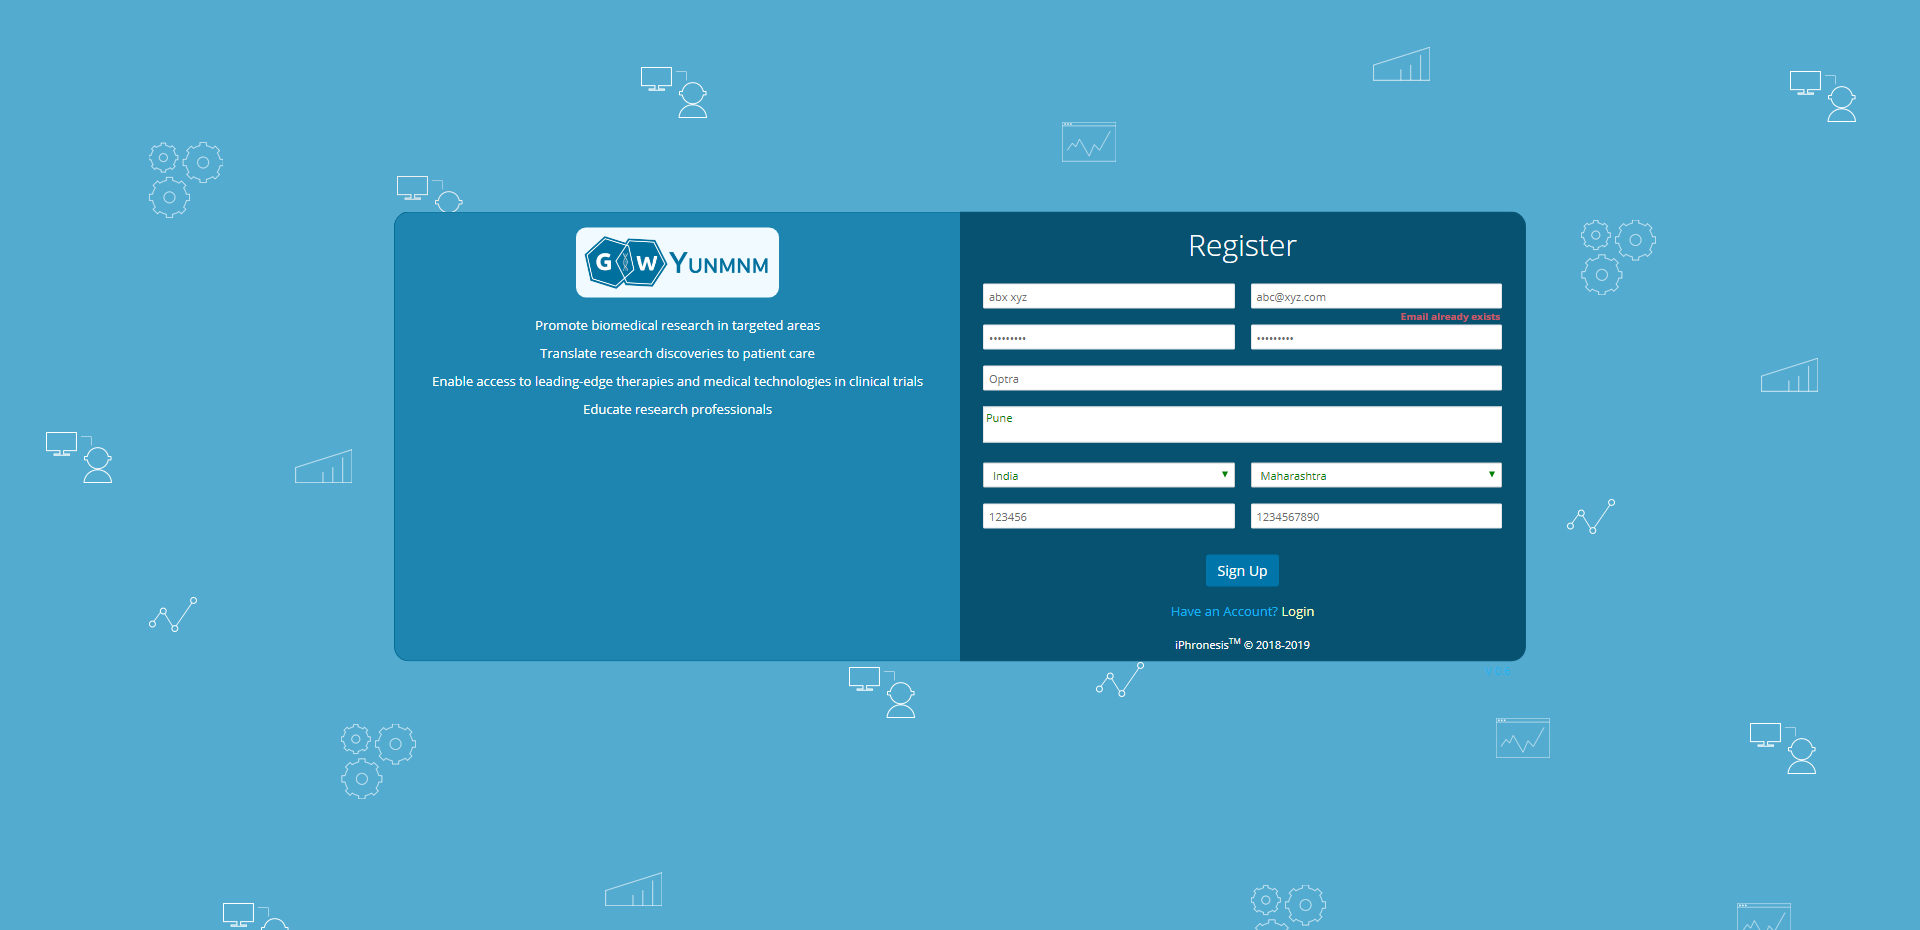 G W YUNMNM
Promote biomedical research in targeted areas
Translate research discoveries to patient care
Enable access to leading-edge therapies and medical technologies in clinical trials
Educate research professionals
Register
abx xyz abc@xyz.com
Email already exists
••••••••• •••••••••
Optra
Pune
India Maharashtra
123456 1234567890
Sign Up
Have an Account? Login
iPhronesis™ © 2018-2019